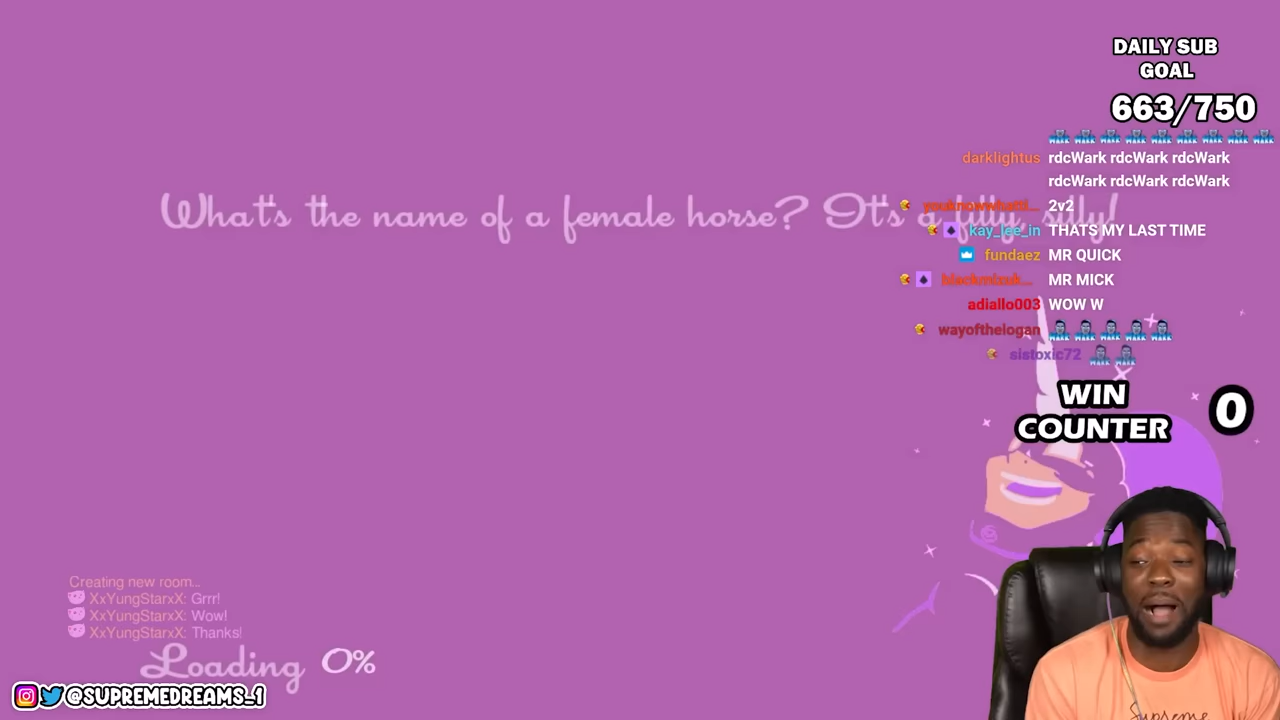 DAILY SUB
GOAL
663/750
darklightus rdcWark rdcWark rdcWark
rdcWark rdcWark rdcWark
What's the name of a female horse? It's a filly, silly!
2v2
kay_lee_in THATS MY LAST TIME
fundaez MR QUICK
MR MICK
adiallo003 WOW W
wayofthelogan
sistoxic72
WIN
COUNTER
0
Creating new room...
XxYungStarxX: Grrr!
XxYungStarxX: Wow!
XxYungStarxX: Thanks!
Loading 0%
@SUPREMEDREAMS_1
Supreme